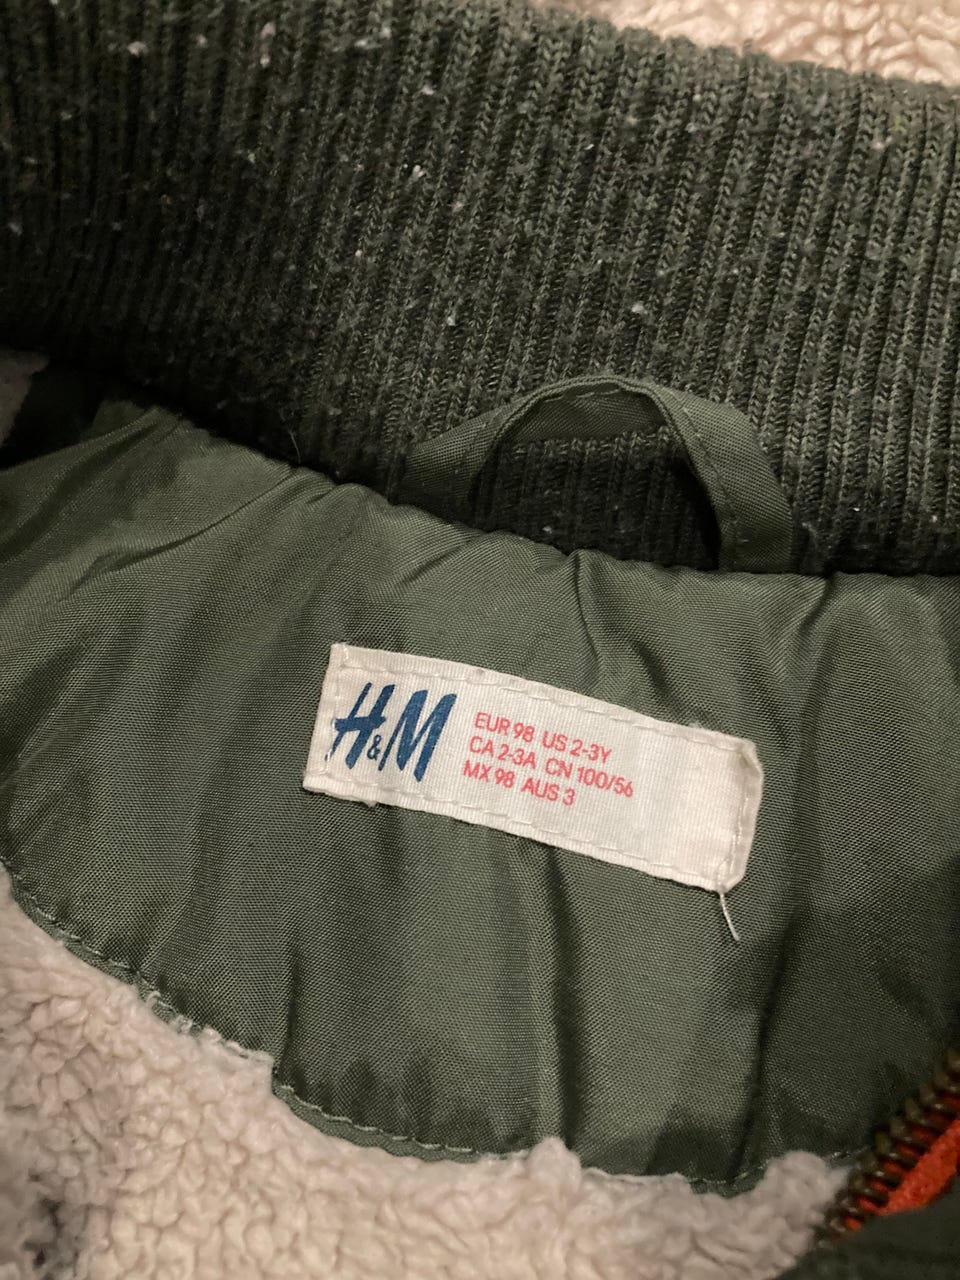 H&M
EUR 98 US 2-3Y
CA 2-3A CN 100/56
MX 98 AUS 3